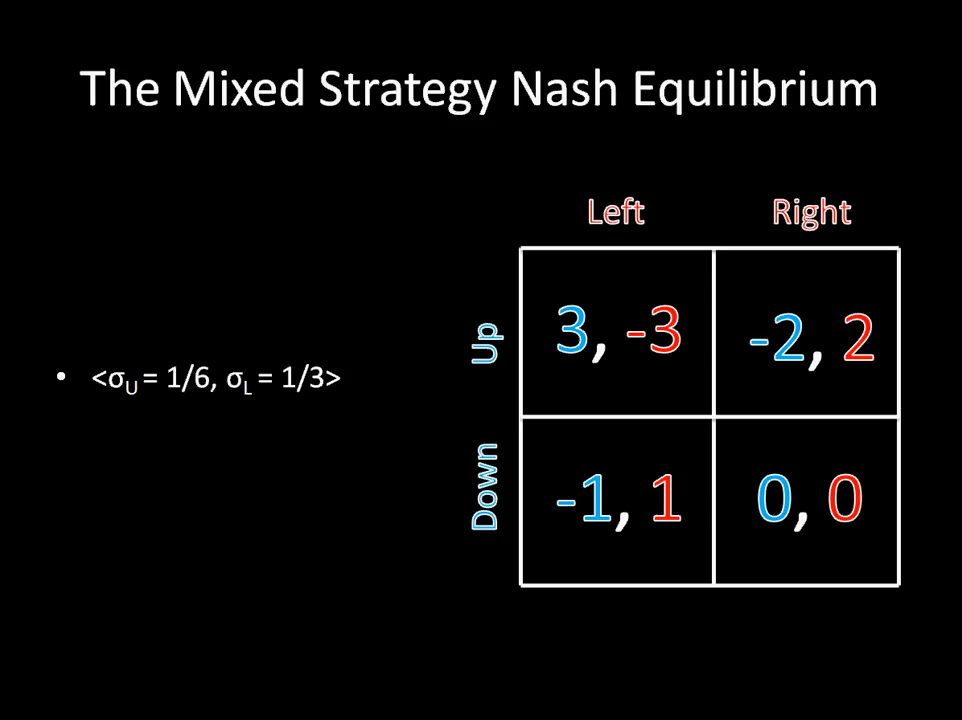 The Mixed Strategy Nash Equilibrium
Left Right
Up 3, -3 -2, 2
• <σU = 1/6, σL = 1/3>
Down -1, 1 0, 0